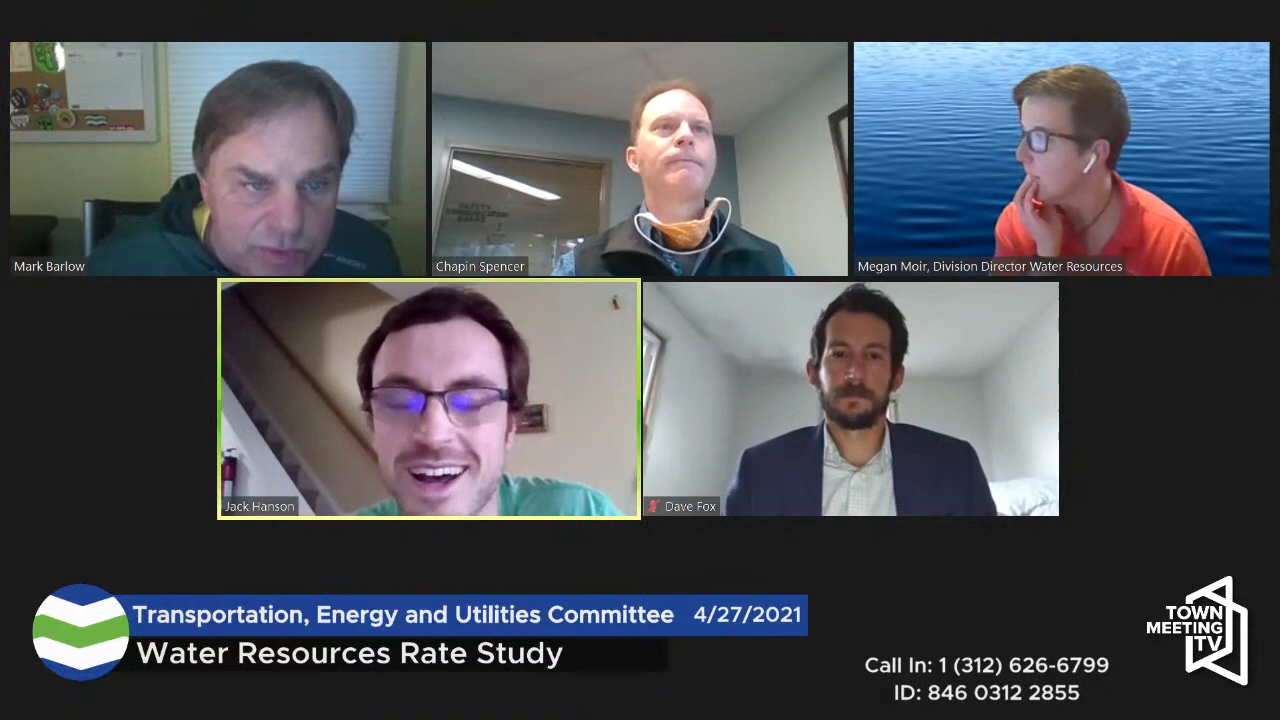 Mark Barlow
Chapin Spencer
Megan Moir, Division Director Water Resources
Jack Hanson
Dave Fox
Transportation, Energy and Utilities Committee 4/27/2021
Water Resources Rate Study
Call In: 1 (312) 626-6799
ID: 846 0312 2855
TOWN
MEETING
TV